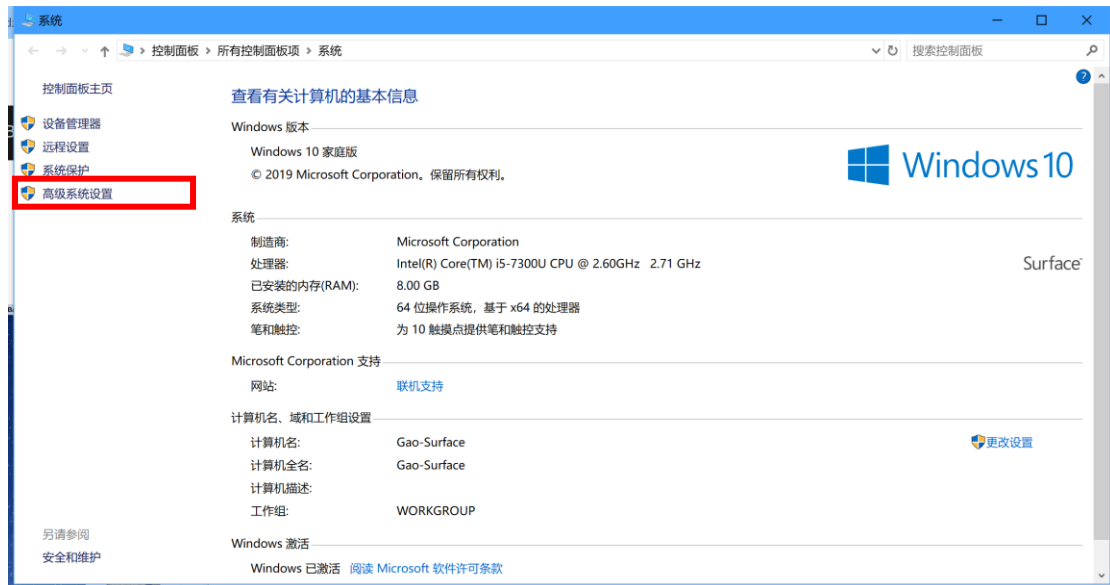 系统
控制面板 › 所有控制面板项 › 系统
搜索控制面板
控制面板主页
设备管理器
远程设置
系统保护
高级系统设置
查看有关计算机的基本信息
Windows 版本
Windows 10 家庭版
© 2019 Microsoft Corporation。保留所有权利。
Windows 10
系统
制造商: Microsoft Corporation
处理器: Intel(R) Core(TM) i5-7300U CPU @ 2.60GHz 2.71 GHz
已安装的内存(RAM): 8.00 GB
系统类型: 64 位操作系统，基于 x64 的处理器
笔和触控: 为 10 触摸点提供笔和触控支持
Surface
Microsoft Corporation 支持
网站: 联机支持
计算机名、域和工作组设置
计算机名: Gao-Surface
更改设置
计算机全名: Gao-Surface
计算机描述:
工作组: WORKGROUP
Windows 激活
Windows 已激活 阅读 Microsoft 软件许可条款
另请参阅
安全和维护